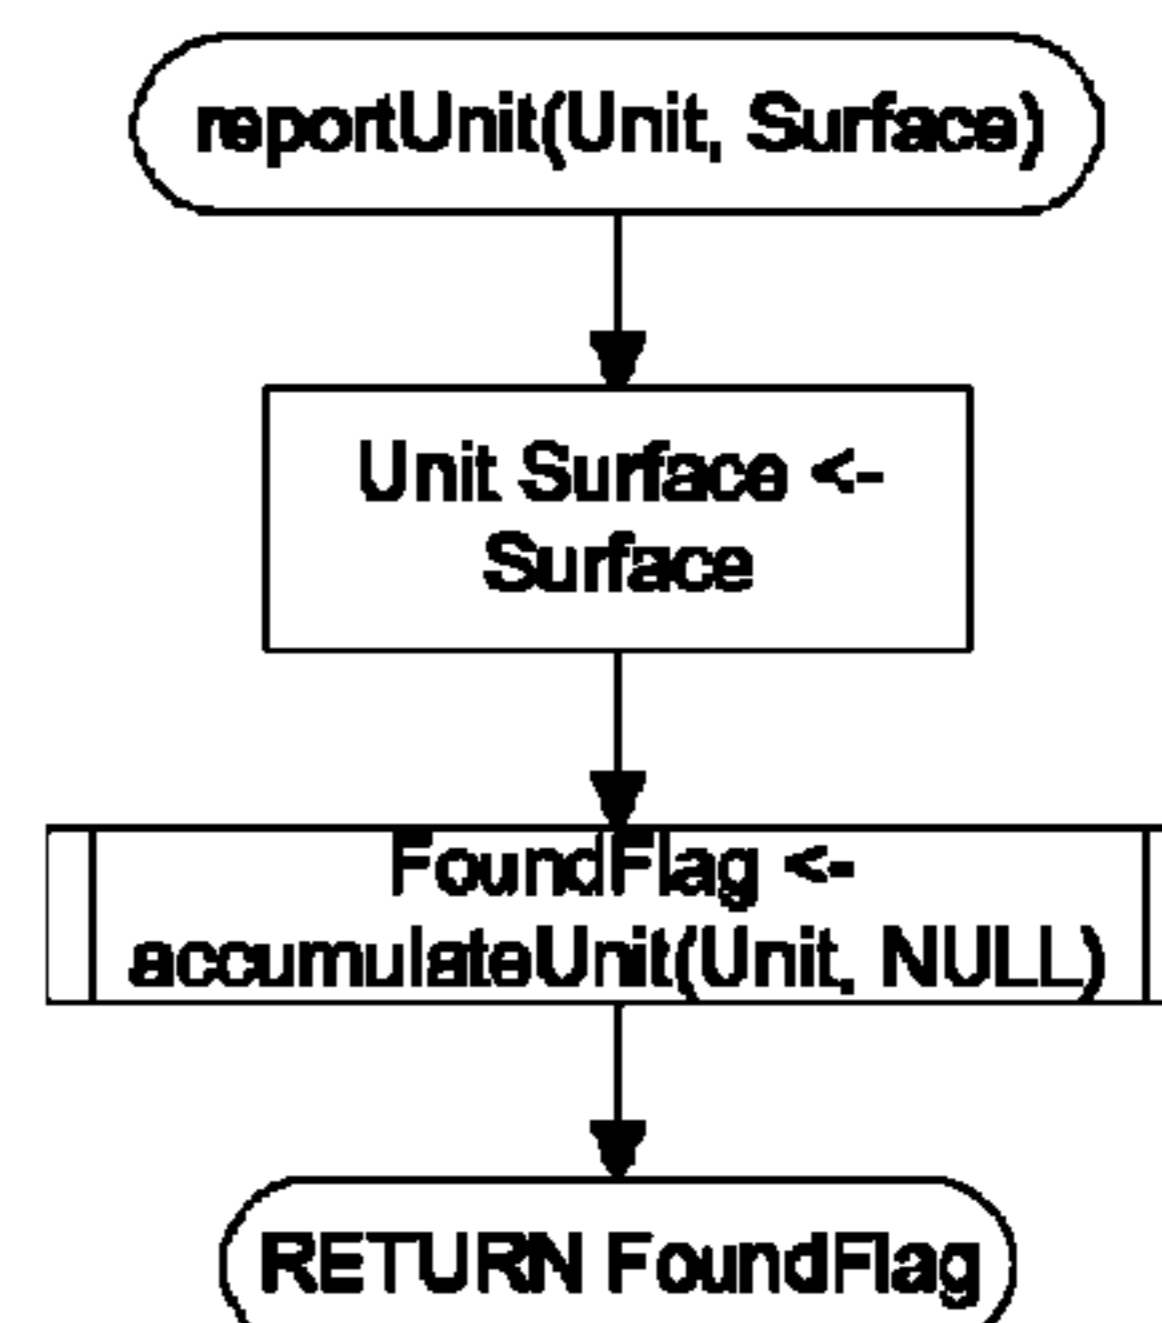 reportUnit(Unit, Surface)
Unit Surface <-
Surface
FoundFlag <-
accumulateUnit(Unit, NULL)
RETURN FoundFlag